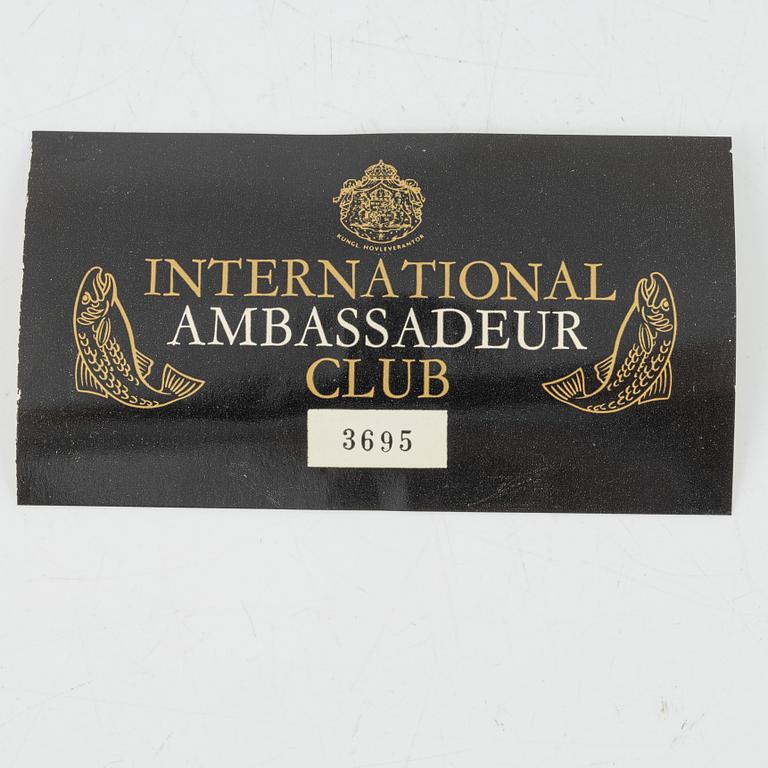 KUNGL. HOVLEVERANTÖR
INTERNATIONAL
AMBASSADEUR
CLUB
3695